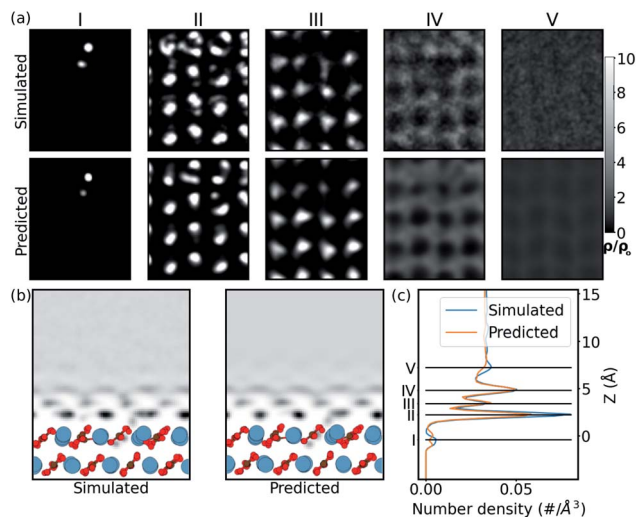 (a) I II III IV V
Simulated
Predicted
10
8
6
4
2
0
ρ/ρ₀
(b)
Simulated
Predicted
(c)
Simulated
Predicted
V
IV
III
II
I
15
10
5
0
Z (Å)
0.00 0.05
Number density (#/Å³)